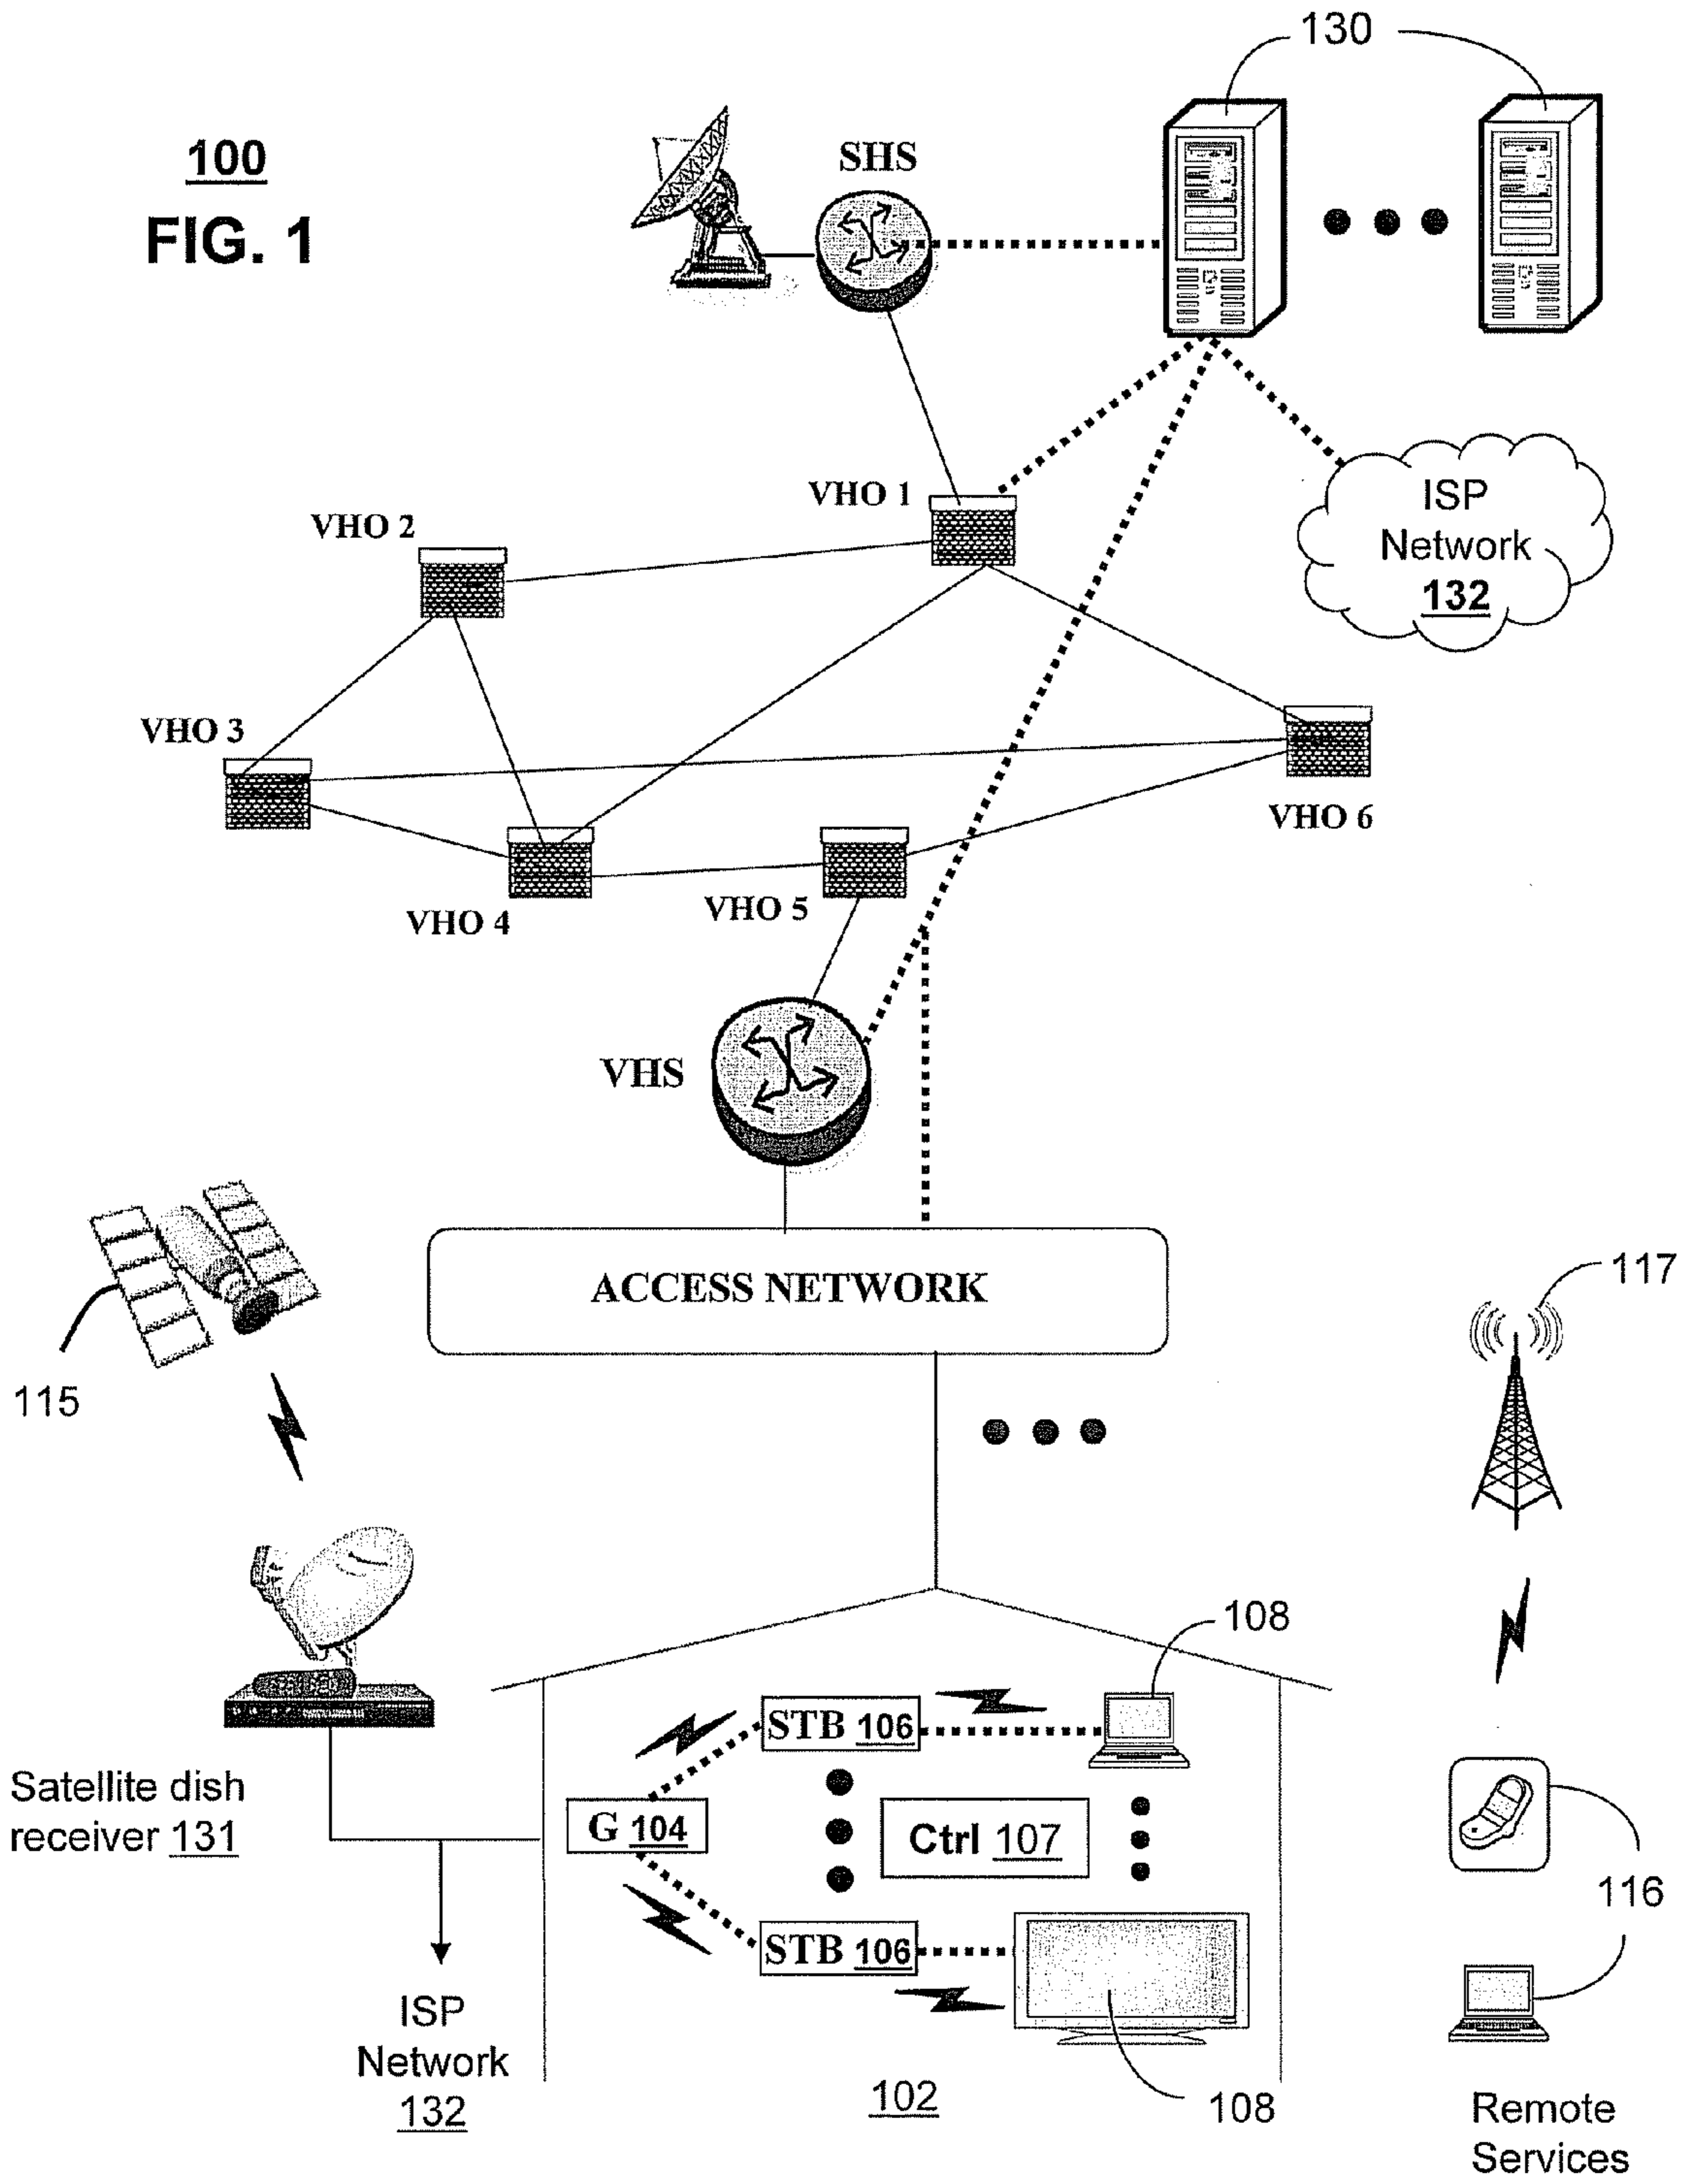 130
100
FIG. 1
SHS
VHO 1
ISP
Network
132
VHO 2
VHO 3
VHO 6
VHO 4
VHO 5
VHS
ACCESS NETWORK
117
115
108
STB 106
Satellite dish
receiver 131
G 104
Ctrl 107
116
STB 106
ISP
Network
132
102
108
Remote
Services